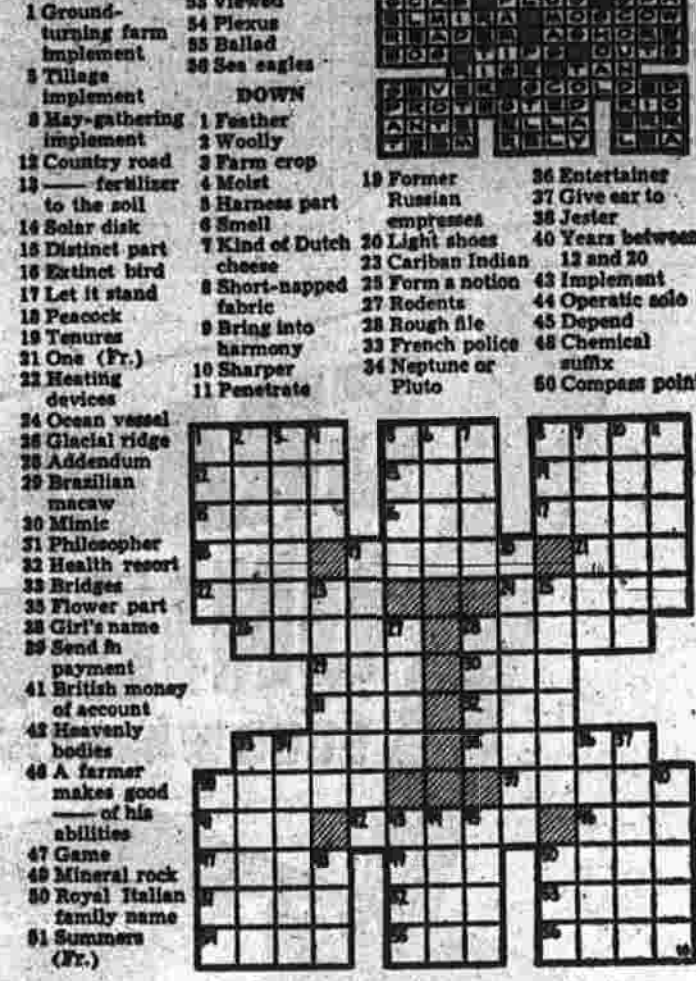 1 Ground-
turning farm
implement
5 Tillage
implement
8 Hay-gathering
implement
12 Country road
13 —— fertilizer
to the soil
14 Solar disk
15 Distinct part
16 Extinct bird
17 Let it stand
18 Peacock
19 Tenures
21 One (Fr.)
22 Heating
devices
24 Ocean vessel
26 Glacial ridge
28 Addendum
29 Brazilian
macaw
30 Mimic
31 Philosopher
32 Health resort
33 Bridges
35 Flower part
38 Girl's name
39 Send in
payment
41 British money
of account
42 Heavenly
bodies
46 A farmer
makes good
—— of his
abilities
47 Game
49 Mineral rock
50 Royal Italian
family name
51 Summers
(Fr.)
53 Viewed
54 Plexus
55 Ballad
56 Sea eagles
DOWN
1 Feather
2 Woolly
3 Farm crop
4 Moist
5 Harness part
6 Smell
7 Kind of Dutch
cheese
8 Short-napped
fabric
9 Bring into
harmony
10 Sharper
11 Penetrate
19 Former
Russian
empresses
20 Light shoes
23 Cariban Indian
25 Form a notion
27 Rodents
28 Rough file
33 French police
34 Neptune or
Pluto
36 Entertainer
37 Give ear to
38 Jester
40 Years between
12 and 20
43 Implement
44 Operatic solo
45 Depend
48 Chemical
suffix
50 Compass point